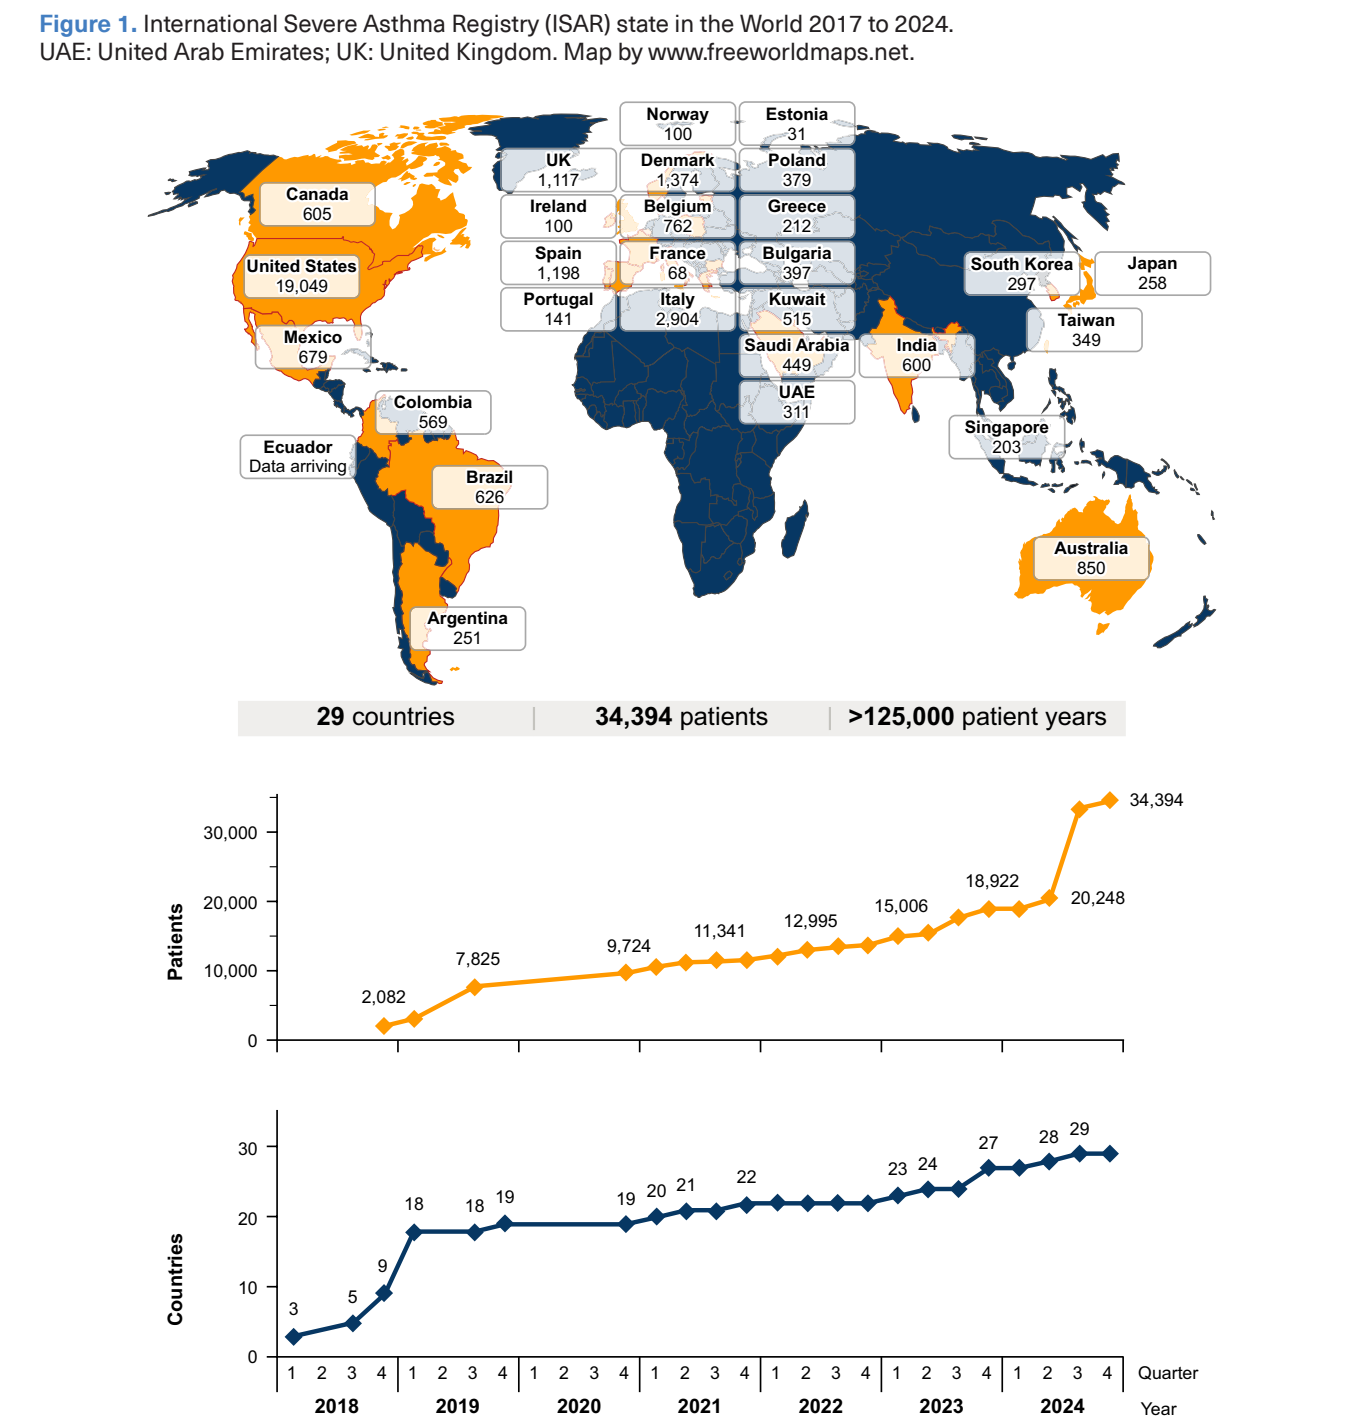 Figure 1. International Severe Asthma Registry (ISAR) state in the World 2017 to 2024.
UAE: United Arab Emirates; UK: United Kingdom. Map by www.freeworldmaps.net.
Norway
100
Estonia
31
UK
1,117
Denmark
1,374
Poland
379
Canada
605
Ireland
100
Belgium
762
Greece
212
United States
19,049
Spain
1,198
France
68
Bulgaria
397
South Korea
297
Japan
258
Portugal
141
Italy
2,904
Kuwait
515
Taiwan
349
Mexico
679
Saudi Arabia
449
India
600
UAE
311
Colombia
569
Singapore
203
Ecuador
Data arriving
Brazil
626
Australia
850
Argentina
251
29 countries | 34,394 patients | >125,000 patient years
Patients
30,000
20,000
10,000
0
2,082
7,825
9,724
11,341
12,995
15,006
18,922
20,248
34,394
Countries
30
20
10
0
3
5
9
18
18
19
19
20
21
22
23
24
27
28
29
1 2 3 4 1 2 3 4 1 2 3 4 1 2 3 4 1 2 3 4 1 2 3 4 1 2 3 4 Quarter
2018 2019 2020 2021 2022 2023 2024 Year